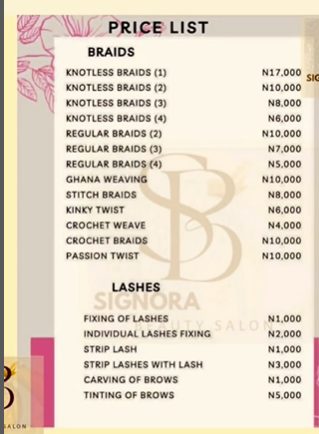 PRICE LIST
BRAIDS
KNOTLESS BRAIDS (1) N17,000
KNOTLESS BRAIDS (2) N10,000
KNOTLESS BRAIDS (3) N8,000
KNOTLESS BRAIDS (4) N6,000
REGULAR BRAIDS (2) N10,000
REGULAR BRAIDS (3) N7,000
REGULAR BRAIDS (4) N5,000
GHANA WEAVING N10,000
STITCH BRAIDS N8,000
KINKY TWIST N6,000
CROCHET WEAVE N4,000
CROCHET BRAIDS N10,000
PASSION TWIST N10,000
SB
SIGNORA
BEAUTY SALON
LASHES
FIXING OF LASHES N1,000
INDIVIDUAL LASHES FIXING N2,000
STRIP LASH N1,000
STRIP LASHES WITH LASH N3,000
CARVING OF BROWS N1,000
TINTING OF BROWS N5,000
SIG
ALON